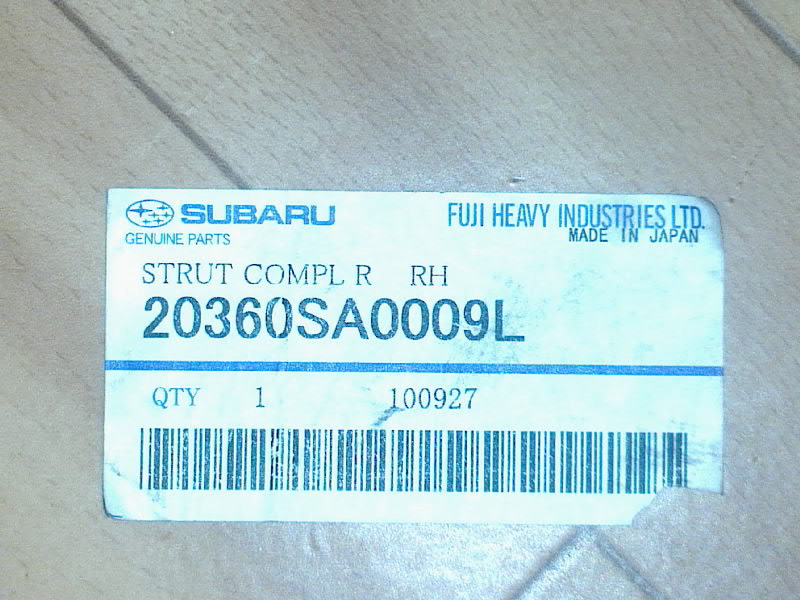 SUBARU
GENUINE PARTS
FUJI HEAVY INDUSTRIES LTD.
MADE IN JAPAN
STRUT COMPL R RH
20360SA0009L
QTY 1 100927